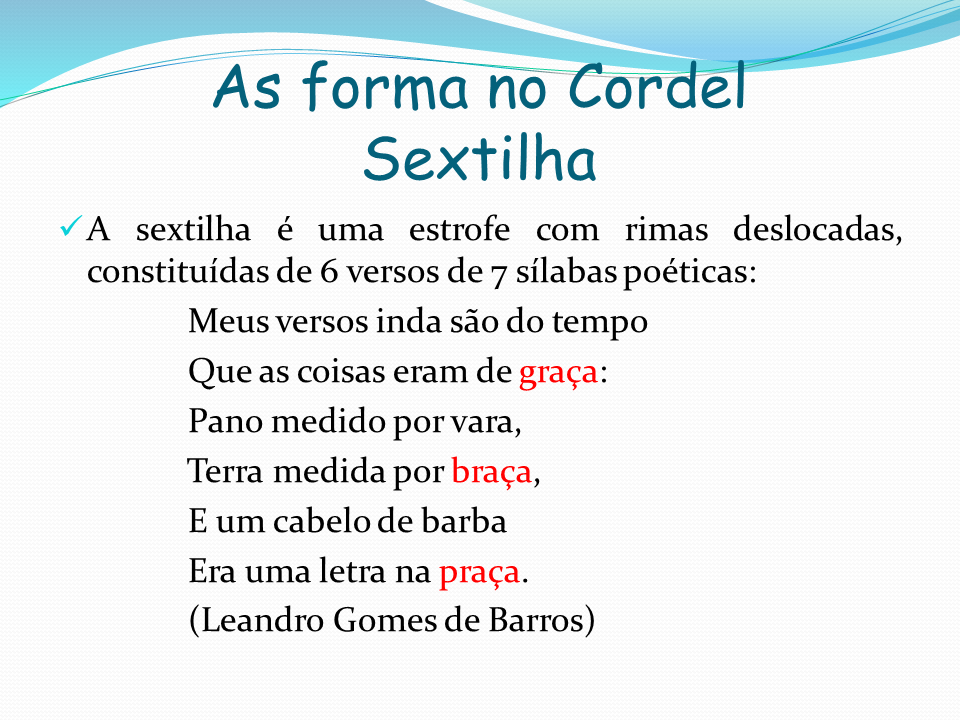 As forma no Cordel
Sextilha
✓ A sextilha é uma estrofe com rimas deslocadas,
constituídas de 6 versos de 7 sílabas poéticas:
Meus versos inda são do tempo
Que as coisas eram de graça:
Pano medido por vara,
Terra medida por braça,
E um cabelo de barba
Era uma letra na praça.
(Leandro Gomes de Barros)